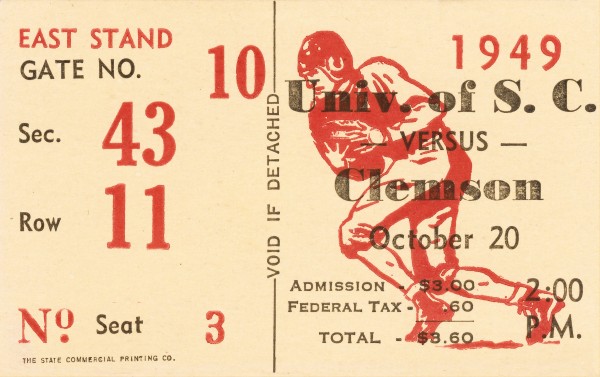 EAST STAND
GATE NO. 10
Sec. 43
Row 11
Nº Seat 3
THE STATE COMMERCIAL PRINTING CO.
VOID IF DETACHED
1949
Univ. of S. C.
— VERSUS —
Clemson
October 20
2:00
P.M.
Admission - $3.00
Federal Tax - .60
TOTAL - $3.60